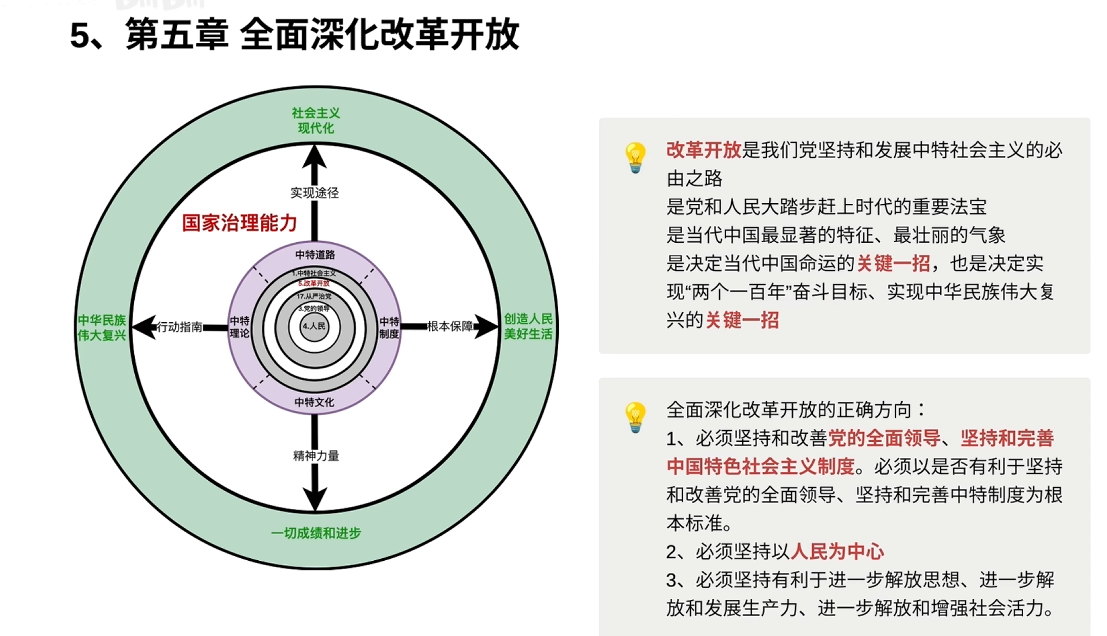 5、第五章 全面深化改革开放
社会主义
现代化
实现途径
国家治理能力
中特道路
1.中特社会主义
5.改革开放
17.从严治党
3.党的领导
4.人民
中华民族
伟大复兴
行动指南
中特
理论
中特
制度
根本保障
创造人民
美好生活
中特文化
精神力量
一切成绩和进步
改革开放是我们党坚持和发展中特社会主义的必
由之路
是党和人民大踏步赶上时代的重要法宝
是当代中国最显著的特征、最壮丽的气象
是决定当代中国命运的关键一招，也是决定实
现“两个一百年”奋斗目标、实现中华民族伟大复
兴的关键一招
全面深化改革开放的正确方向：
1、必须坚持和改善党的全面领导、坚持和完善
中国特色社会主义制度。必须以是否有利于坚持
和改善党的全面领导、坚持和完善中特制度为根
本标准。
2、必须坚持以人民为中心
3、必须坚持有利于进一步解放思想、进一步解
放和发展生产力、进一步解放和增强社会活力。